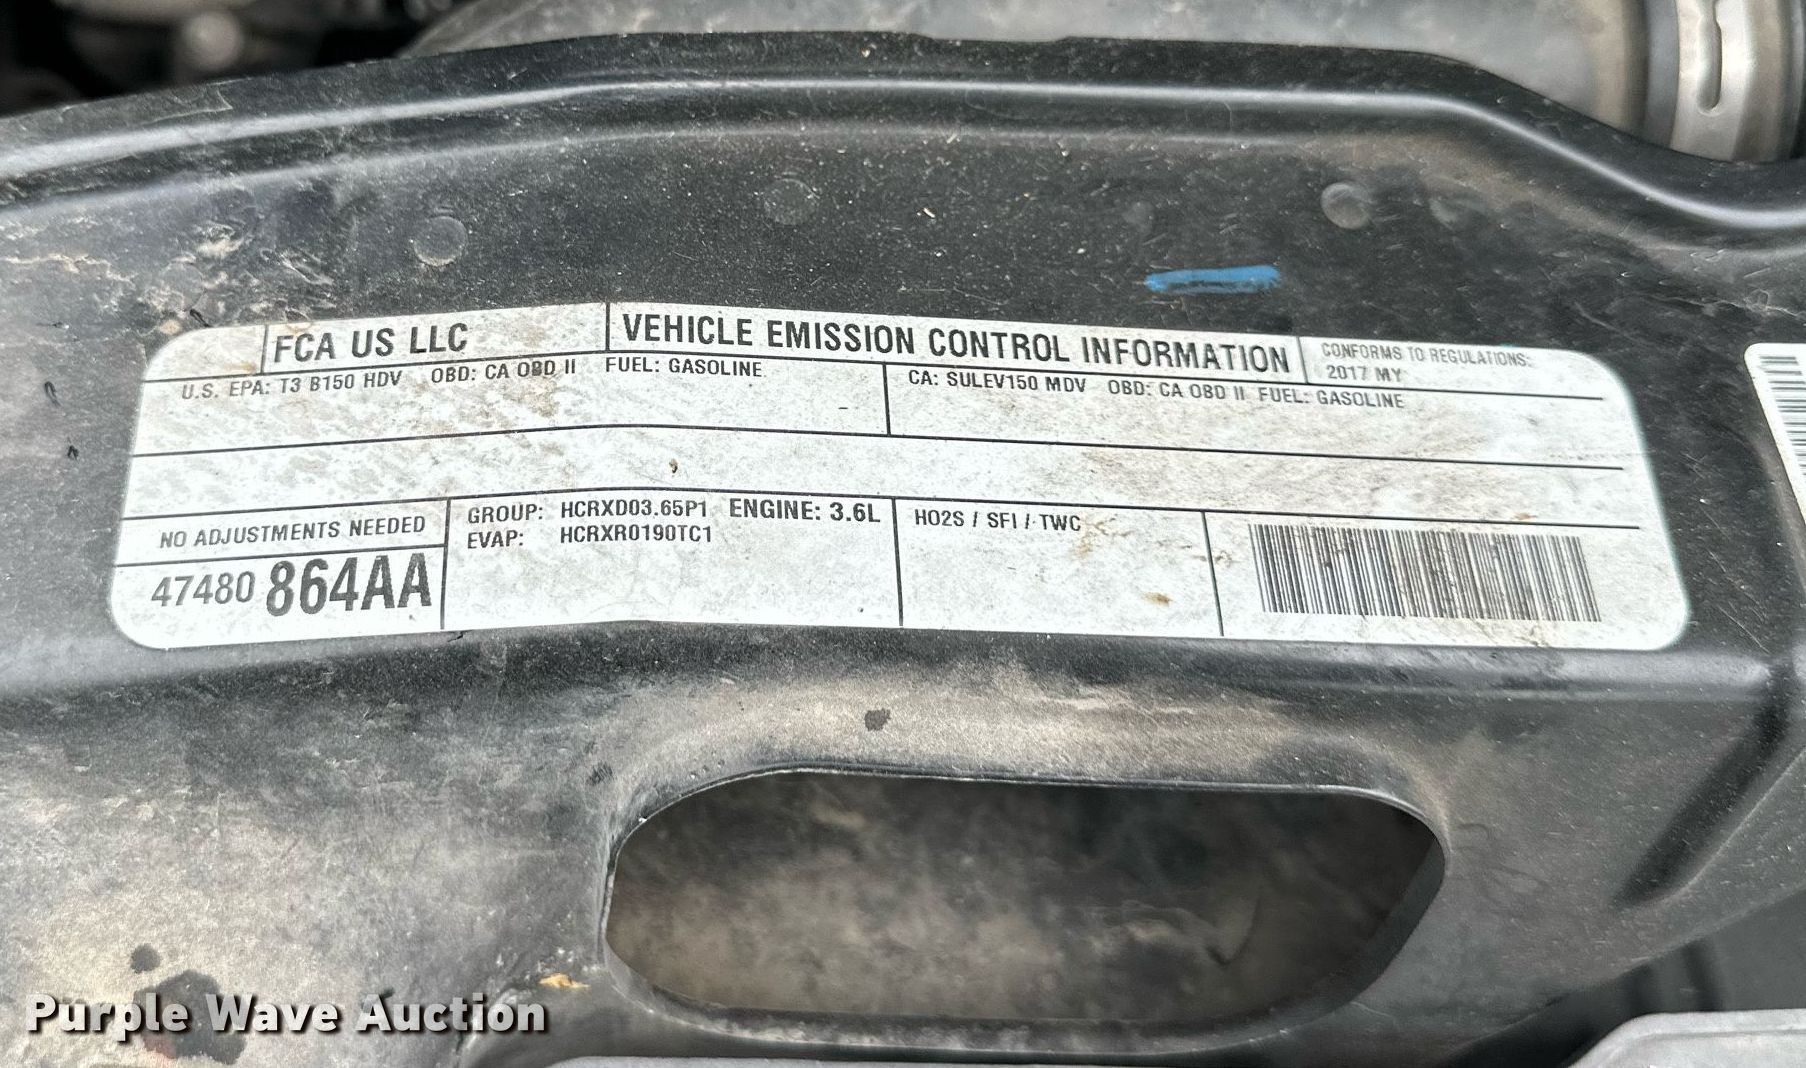 FCA US LLC
VEHICLE EMISSION CONTROL INFORMATION
CONFORMS TO REGULATIONS:
2017 MY
U.S. EPA: T3 B150 HDV OBD: CA OBD II FUEL: GASOLINE
CA: SULEV150 MDV OBD: CA OBD II FUEL: GASOLINE
NO ADJUSTMENTS NEEDED
47480 864AA
GROUP: HCRXD03.65P1 ENGINE: 3.6L
EVAP: HCRXR0190TC1
HO2S / SFI / TWC
Purple Wave Auction